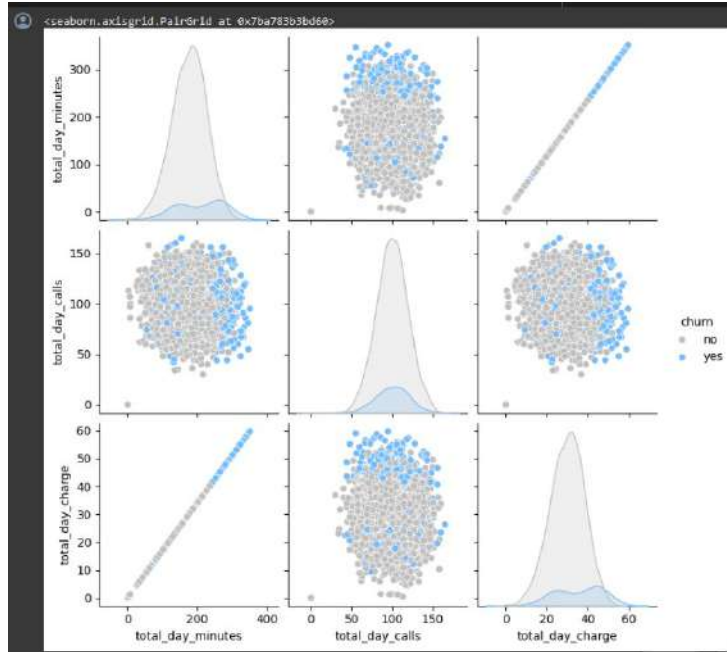 <seaborn.axisgrid.PairGrid at 0x7ba783b3bd60>
total_day_minutes
300
200
100
0
total_day_calls
150
100
50
0
churn
no
yes
total_day_charge
60
50
40
30
20
10
0
0 200 400
0 50 100 150
0 20 40 60
total_day_minutes
total_day_calls
total_day_charge